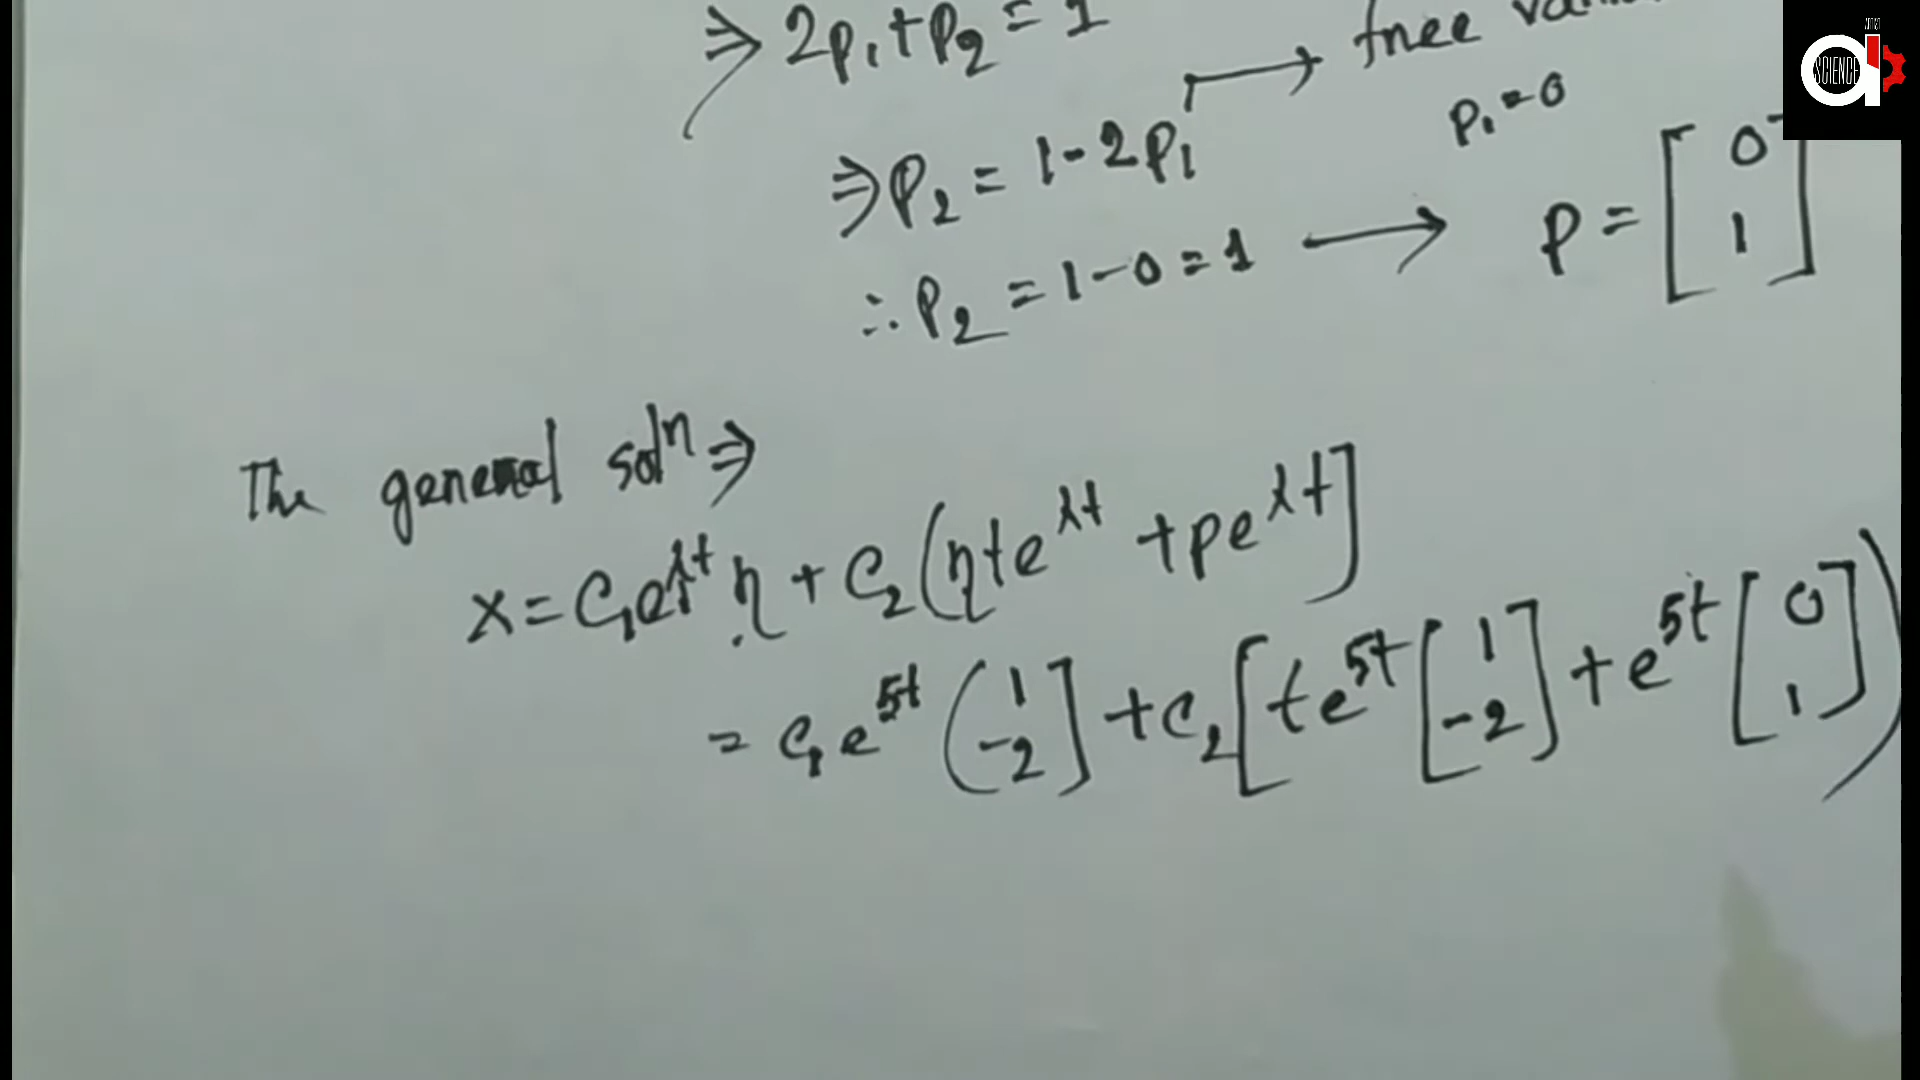 ⇒ 2p₁+p₂ = 1
free
⇒ P₂ = 1-2p₁
p₁=0
∴ P₂ = 1-0=1 → P = [0 1]
The general solⁿ ⇒
x = C₁e^λt η + C₂ (ηte^λt + pe^λt]
= C₁e^5t (1 -2] + C₂[te^5t [1 -2] + e^5t [0 1])
SCIENCE